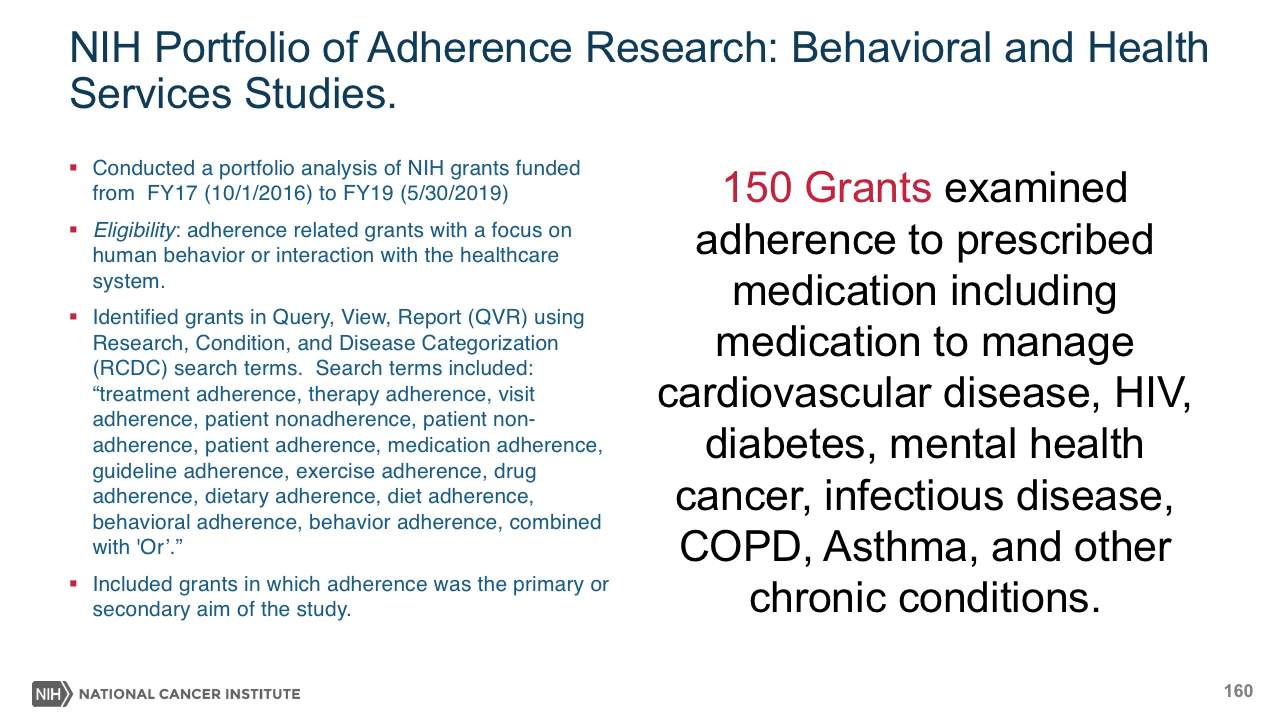 NIH Portfolio of Adherence Research: Behavioral and Health
Services Studies.
▪ Conducted a portfolio analysis of NIH grants funded
from  FY17 (10/1/2016) to FY19 (5/30/2019)
▪ Eligibility: adherence related grants with a focus on
human behavior or interaction with the healthcare
system.
▪ Identified grants in Query, View, Report (QVR) using
Research, Condition, and Disease Categorization
(RCDC) search terms.  Search terms included:
“treatment adherence, therapy adherence, visit
adherence, patient nonadherence, patient non-
adherence, patient adherence, medication adherence,
guideline adherence, exercise adherence, drug
adherence, dietary adherence, diet adherence,
behavioral adherence, behavior adherence, combined
with 'Or’.”
▪ Included grants in which adherence was the primary or
secondary aim of the study.
150 Grants examined
adherence to prescribed
medication including
medication to manage
cardiovascular disease, HIV,
diabetes, mental health
cancer, infectious disease,
COPD, Asthma, and other
chronic conditions.
NIH NATIONAL CANCER INSTITUTE
160